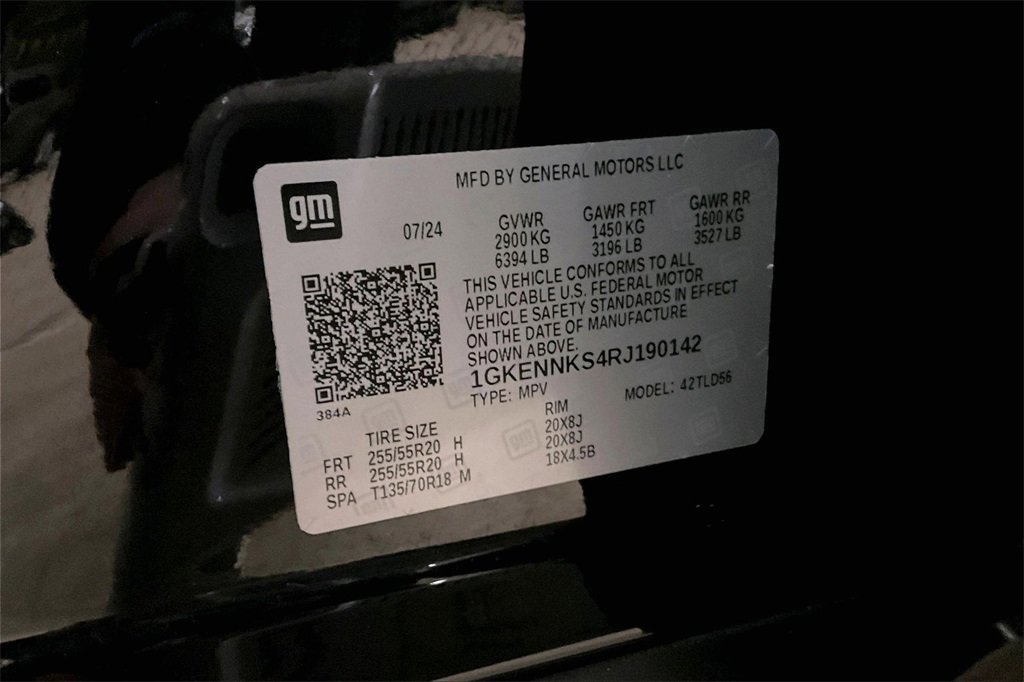 MFD BY GENERAL MOTORS LLC
gm
07/24
GVWR GAWR FRT GAWR RR
2900 KG 1450 KG 1600 KG
6394 LB 3196 LB 3527 LB
THIS VEHICLE CONFORMS TO ALL
APPLICABLE U.S. FEDERAL MOTOR
VEHICLE SAFETY STANDARDS IN EFFECT
ON THE DATE OF MANUFACTURE
SHOWN ABOVE.
1GKENNKS4RJ190142
TYPE: MPV MODEL: 42TLD56
384A
TIRE SIZE RIM
FRT 255/55R20 H 20X8J
RR 255/55R20 H 20X8J
SPA T135/70R18 M 18X4.5B